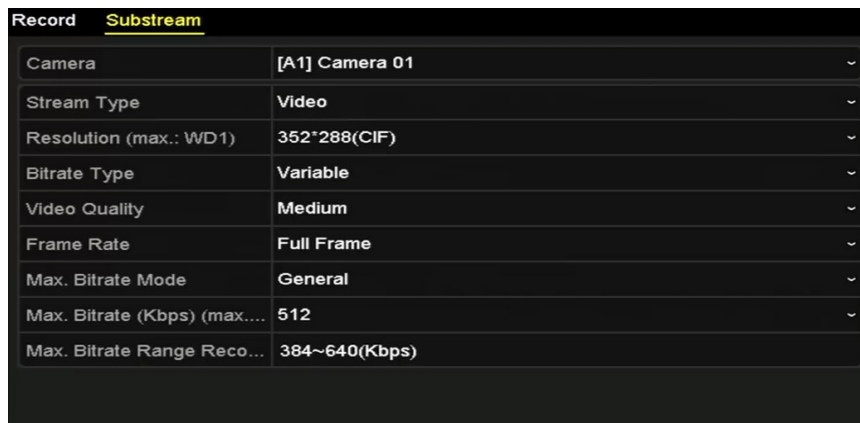 Record Substream
Camera [A1] Camera 01
Stream Type Video
Resolution (max.: WD1) 352*288(CIF)
Bitrate Type Variable
Video Quality Medium
Frame Rate Full Frame
Max. Bitrate Mode General
Max. Bitrate (Kbps) (max.... 512
Max. Bitrate Range Reco... 384~640(Kbps)